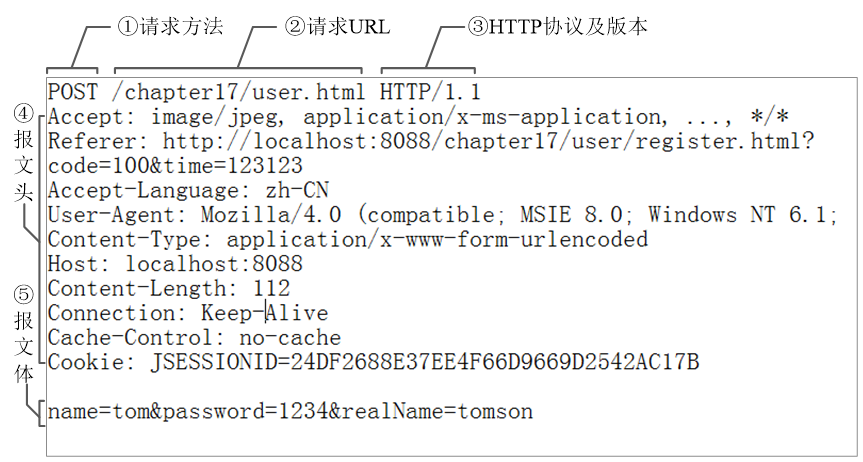 ①请求方法 ②请求URL ③HTTP协议及版本
POST /chapter17/user.html HTTP/1.1
Accept: image/jpeg, application/x-ms-application, ..., */*
Referer: http://localhost:8088/chapter17/user/register.html?
code=100&time=123123
Accept-Language: zh-CN
User-Agent: Mozilla/4.0 (compatible; MSIE 8.0; Windows NT 6.1;
Content-Type: application/x-www-form-urlencoded
Host: localhost:8088
Content-Length: 112
Connection: Keep-Alive
Cache-Control: no-cache
Cookie: JSESSIONID=24DF2688E37EE4F66D9669D2542AC17B
name=tom&password=1234&realName=tomson
④报文头
⑤报文体